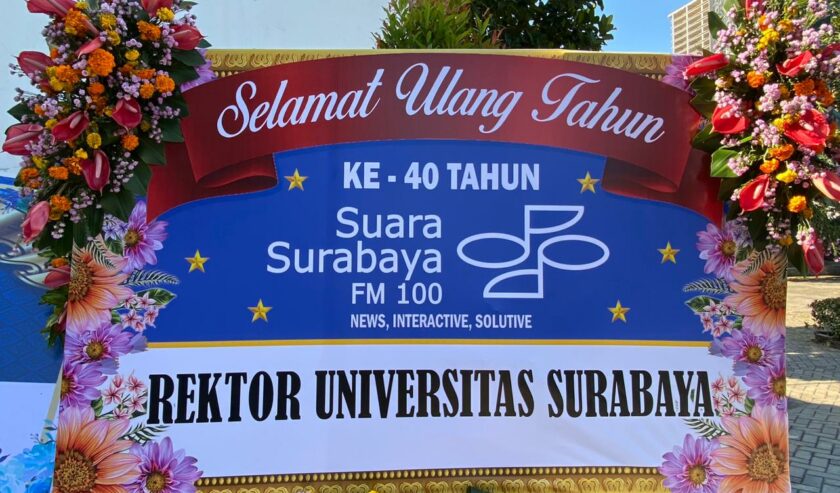 Selamat Ulang Tahun
KE - 40 TAHUN
Suara
Surabaya
FM 100
NEWS, INTERACTIVE, SOLUTIVE
REKTOR UNIVERSITAS SURABAYA